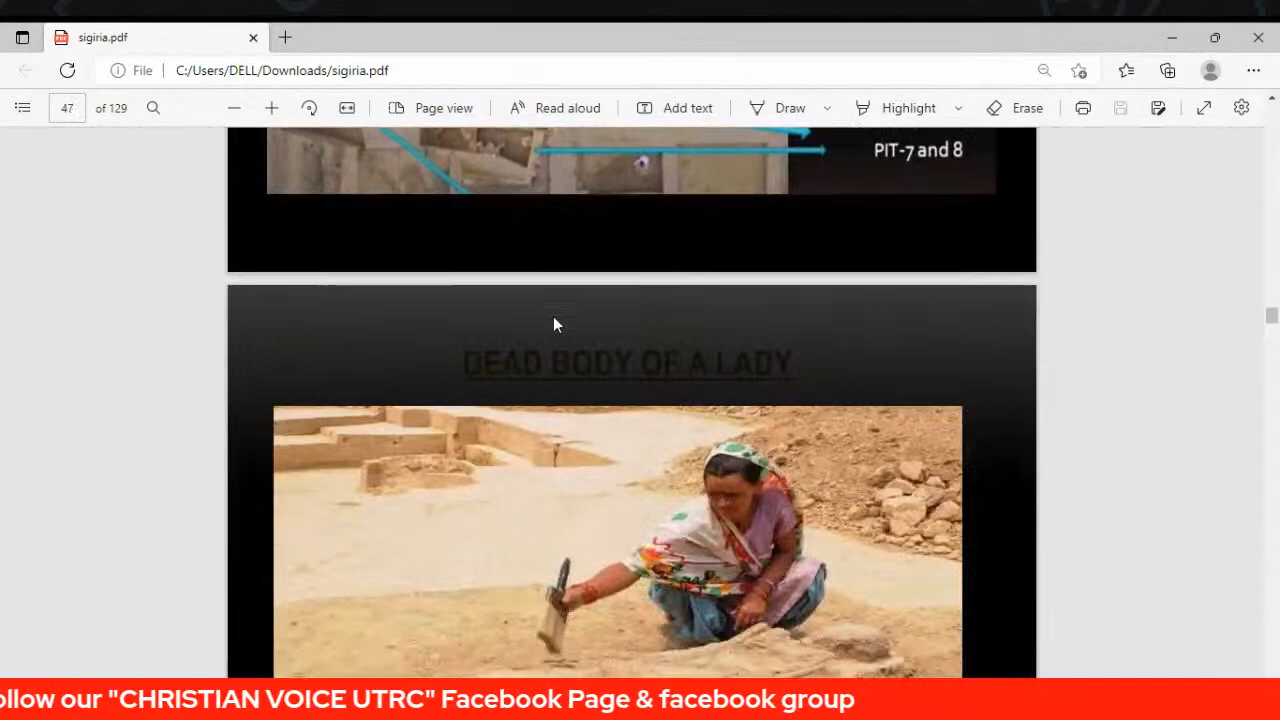 sigiria.pdf
File
C:/Users/DELL/Downloads/sigiria.pdf
47 of 129
Page view
Read aloud
Add text
Draw
Highlight
Erase
PIT-7 and 8
DEAD BODY OF A LADY
ollow our "CHRISTIAN VOICE UTRC" Facebook Page & facebook group